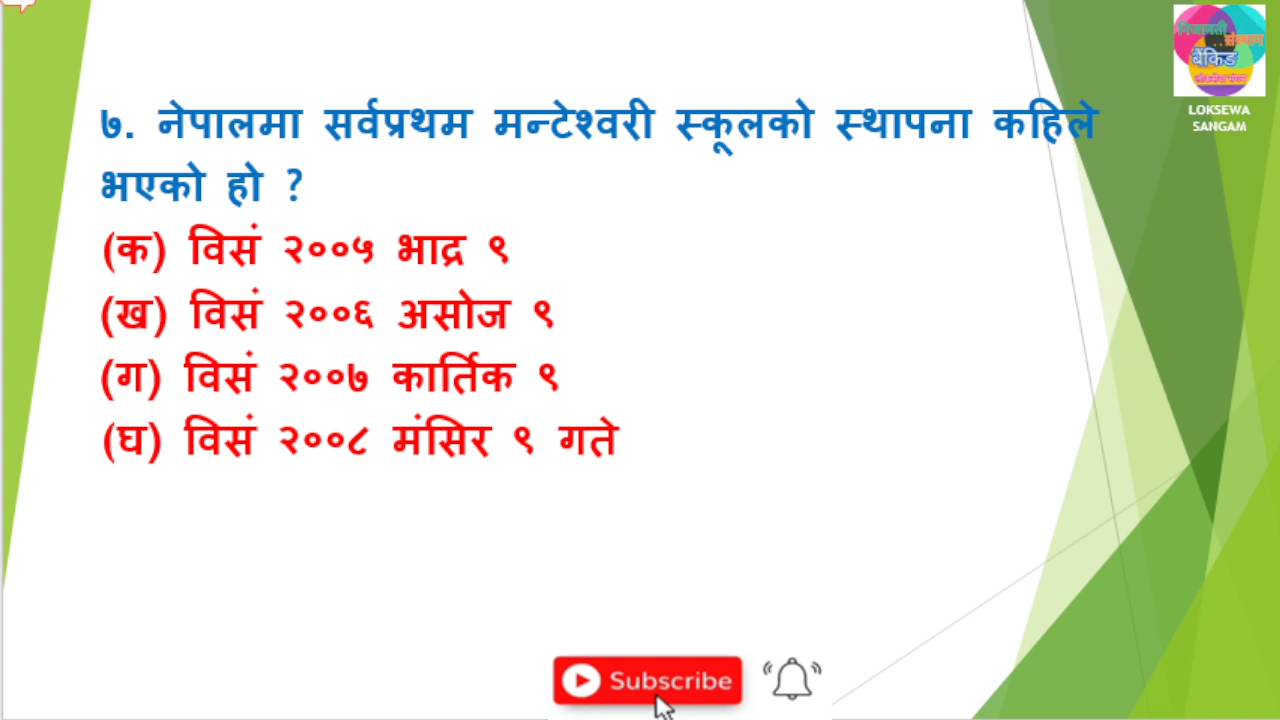 LOKSEWA
SANGAM
७. नेपालमा सर्वप्रथम मन्टेश्वरी स्कूलको स्थापना कहिले
भएको हो ?
(क) विसं २००५ भाद्र ९
(ख) विसं २००६ असोज ९
(ग) विसं २००७ कार्तिक ९
(घ) विसं २००८ मंसिर ९ गते
Subscribe